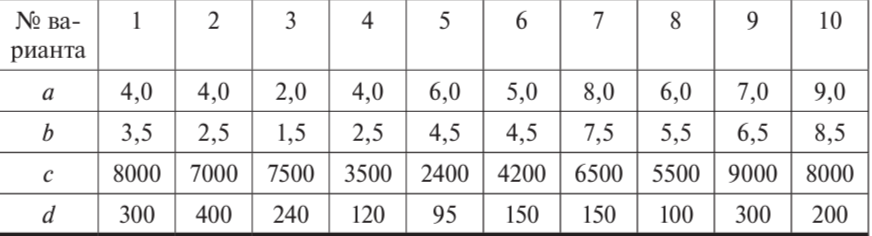 № ва-
рианта 1 2 3 4 5 6 7 8 9 10
a 4,0 4,0 2,0 4,0 6,0 5,0 8,0 6,0 7,0 9,0
b 3,5 2,5 1,5 2,5 4,5 4,5 7,5 5,5 6,5 8,5
c 8000 7000 7500 3500 2400 4200 6500 5500 9000 8000
d 300 400 240 120 95 150 150 100 300 200